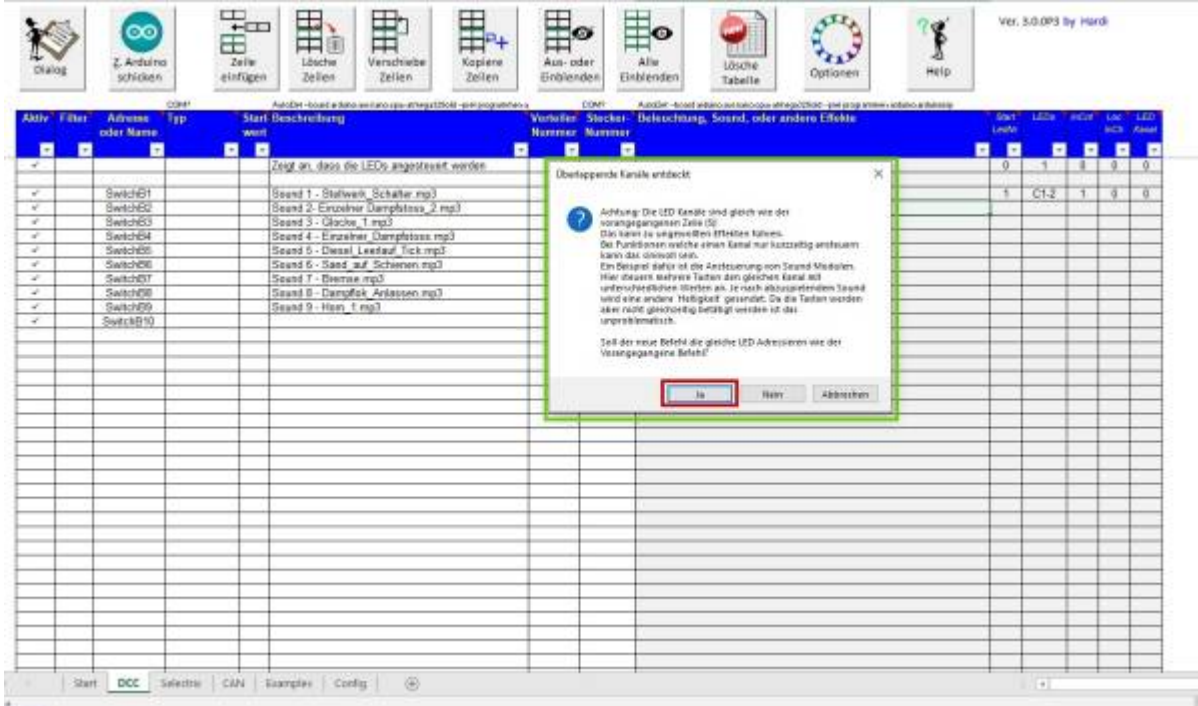 Dialog
Z. Arduino schicken
Zeile einfügen
Lösche Zeilen
Verschiebe Zeilen
Kopiere Zeilen
Aus- oder Einblenden
Alle Einblenden
Lösche Tabelle
Optionen
Help
Ver. 3.0.0P3 by Hardi
Aktiv Filter Adresse oder Name Typ Start wert Beschreibung Verteiler Nummer Stecker- Nummer Beleuchtung, Sound, oder andere Effekte Start LedNr LEDs InCnt Loc InCh LED Kanal
✓ Zeigt an, dass die LEDs angesteuert werden 0 1 0 0 0
✓ SwitchB1 Sound 1 - Stellwerk_Schalter.mp3 1 C1-2 1 0 0
✓ SwitchB2 Sound 2- Einzelner Dampfstoss_2.mp3
✓ SwitchB3 Sound 3 - Glocke_1.mp3
✓ SwitchB4 Sound 4 - Einzelner_Dampfstoss.mp3
✓ SwitchB5 Sound 5 - Diesel_Leerlauf_Tick.mp3
✓ SwitchB6 Sound 6 - Sand_auf_Schienen.mp3
✓ SwitchB7 Sound 7 - Bremse.mp3
✓ SwitchB8 Sound 8 - Dampflok_Anlassen.mp3
✓ SwitchB9 Sound 9 - Horn_1.mp3
✓ SwitchB10
Überlappende Kanäle entdeckt
Achtung: Die LED Kanäle sind gleich wie der
vorangegangenen Zeile (5)!
Das kann zu ungewollten Effekten führen.
Bei Funktionen welche einen Kanal nur kurzzeitig ansteuern
kann das sinnvoll sein.
Ein Beispiel dafür ist die Ansteuerung von Sound Modulen.
Hier steuern mehrere Tasten den gleichen Kanal mit
unterschiedlichen Werten an. Je nach abzuspielendem Sound
wird eine andere 'Helligkeit' gesendet. Da die Tasten werden
aber nicht gleichzeitig betätigt werden ist das
unproblematisch.
Soll der neue Befehl die gleiche LED Adressieren wie der
Vorangegangene Befehl?
Ja Nein Abbrechen
Start DCC Selectrix CAN Examples Config